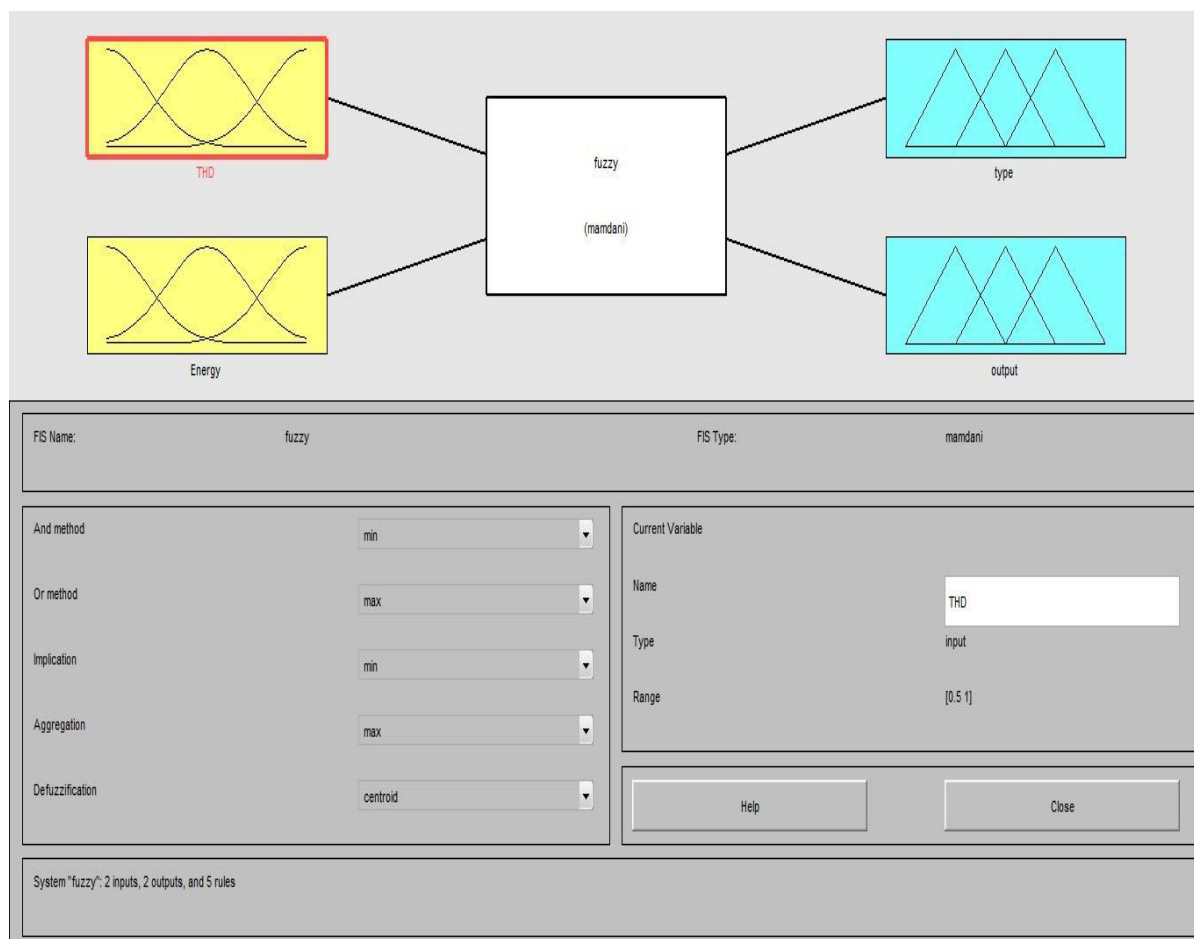 THD
fuzzy
(mamdani)
type
Energy
output
FIS Name: fuzzy FIS Type: mamdani
And method min
Or method max
Implication min
Aggregation max
Defuzzification centroid
Current Variable
Name THD
Type input
Range [0.5 1]
Help Close
System "fuzzy": 2 inputs, 2 outputs, and 5 rules